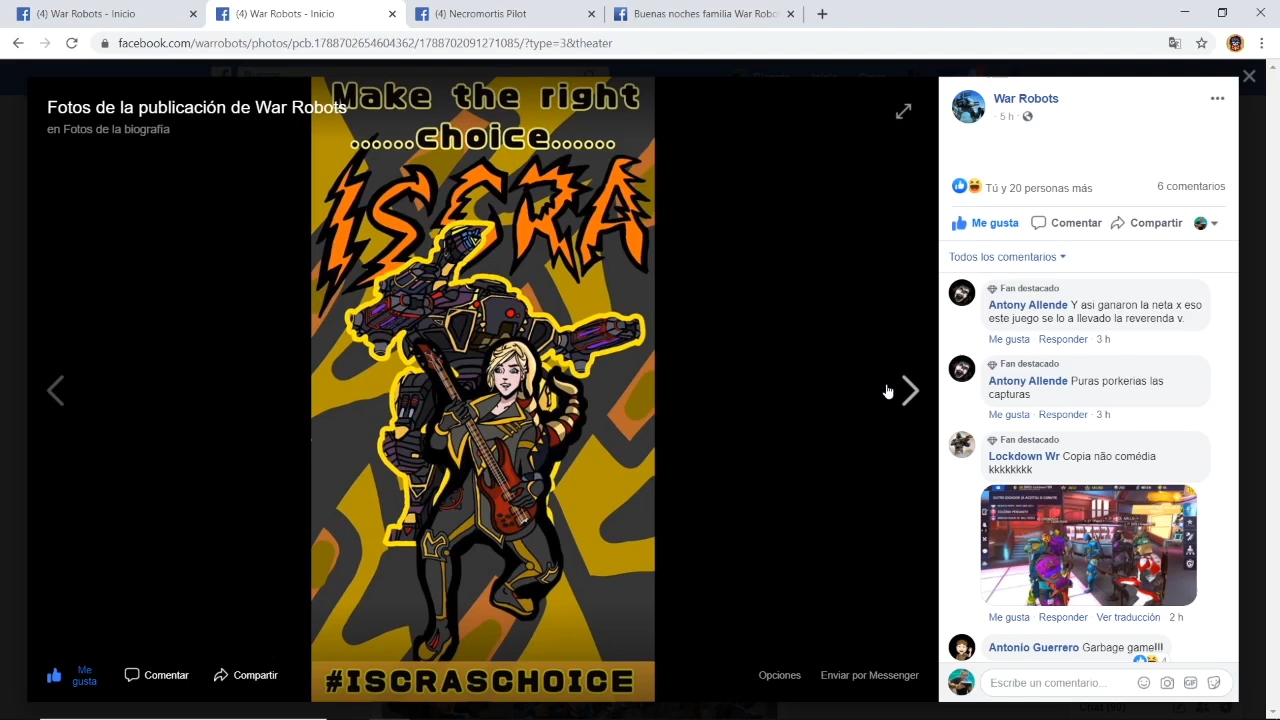 (4) War Robots - Inicio
(4) War Robots - Inicio
(4) Necromortis Pilot
Buenas noches familia War Robo
facebook.com/warrobots/photos/pcb.1788702654604362/1788702091271085/?type=3&theater
Fotos de la publicación de War Robots
en Fotos de la biografía
Make the right
......choice......
ISCRA
#ISCRASCHOICE
Me gusta
Comentar
Compartir
Opciones
Enviar por Messenger
War Robots
5 h
Tú y 20 personas más
6 comentarios
Me gusta
Comentar
Compartir
Todos los comentarios
Fan destacado
Antony Allende Y asi ganaron la neta x eso
este juego se lo a llevado la reverenda v.
Me gusta · Responder · 3 h
Fan destacado
Antony Allende Puras porkerias las
capturas
Me gusta · Responder · 3 h
Fan destacado
Lockdown Wr Copia não comédia
kkkkkkkk
Me gusta · Responder · Ver traducción · 2 h
Antonio Guerrero Garbage game!!!
4
Escribe un comentario...
GIF